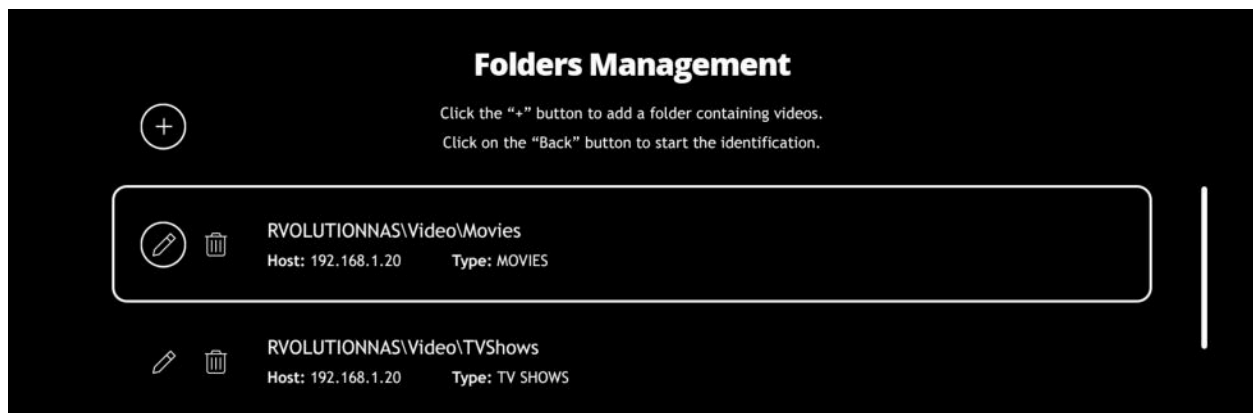 Folders Management
Click the “+” button to add a folder containing videos.
Click on the “Back” button to start the identification.
RVOLUTIONNAS\Video\Movies
Host: 192.168.1.20 Type: MOVIES
RVOLUTIONNAS\Video\TVShows
Host: 192.168.1.20 Type: TV SHOWS